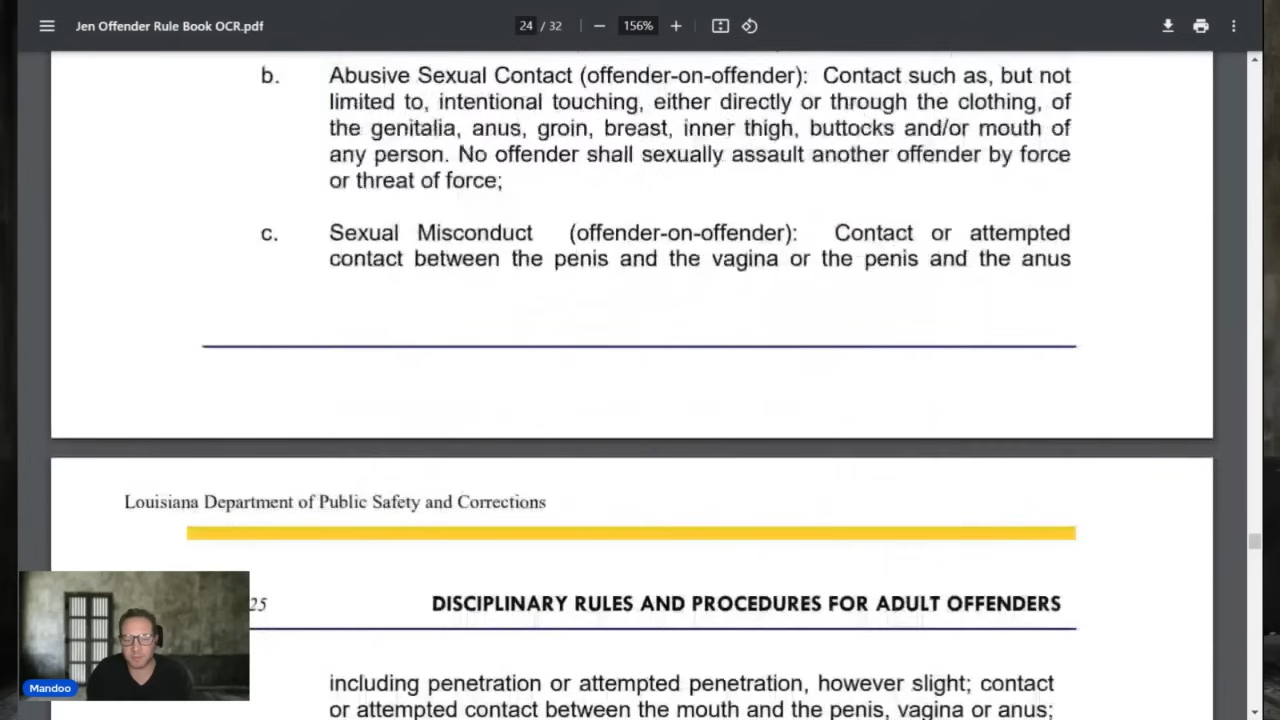 Jen Offender Rule Book OCR.pdf
24 / 32
156%
b. Abusive Sexual Contact (offender-on-offender): Contact such as, but not
limited to, intentional touching, either directly or through the clothing, of
the genitalia, anus, groin, breast, inner thigh, buttocks and/or mouth of
any person. No offender shall sexually assault another offender by force
or threat of force;
c. Sexual Misconduct (offender-on-offender): Contact or attempted
contact between the penis and the vagina or the penis and the anus
Louisiana Department of Public Safety and Corrections
25 DISCIPLINARY RULES AND PROCEDURES FOR ADULT OFFENDERS
including penetration or attempted penetration, however slight; contact
or attempted contact between the mouth and the penis, vagina or anus;
Mandoo